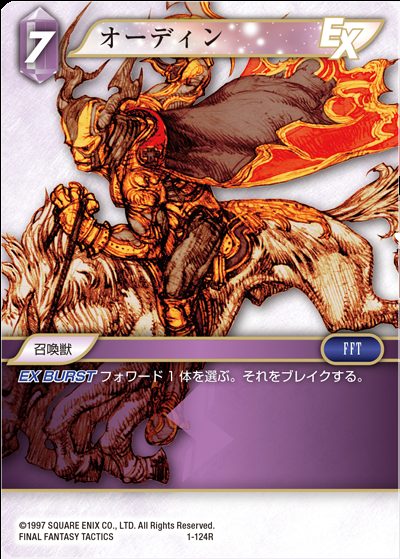 7
オーディン
EX
召喚獣
FFT
EX BURST フォワード1体を選ぶ。それをブレイクする。
©1997 SQUARE ENIX CO., LTD. All Rights Reserved.
FINAL FANTASY TACTICS 1-124R